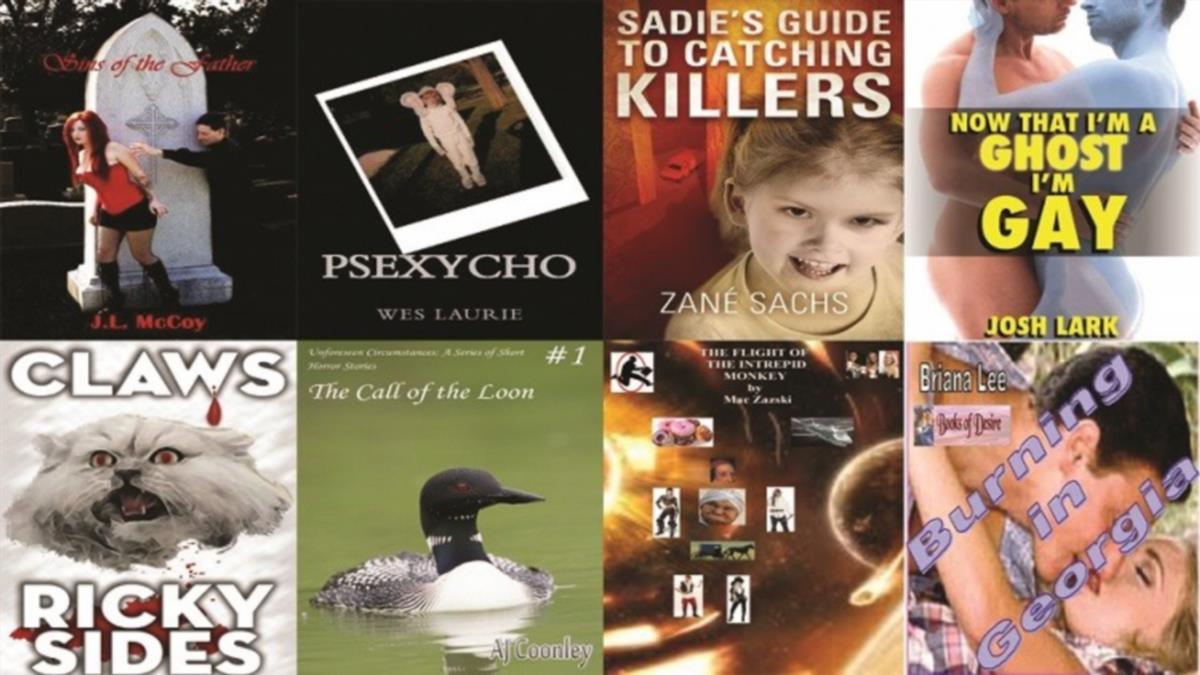 Sins of the Father
J.L. McCoy
PSEXYCHO
WES LAURIE
SADIE'S GUIDE
TO CATCHING
KILLERS
ZANÉ SACHS
NOW THAT I'M A
GHOST
I'M
GAY
JOSH LARK
CLAWS
RICKY
SIDES
Unforeseen Circumstances: A Series of Short
Horror Stories
#1
The Call of the Loon
AJ Coonley
THE FLIGHT OF
THE INTREPID
MONKEY
by
Mac Zazski
Briana Lee
Books of Desire
Burning
in
Georgia